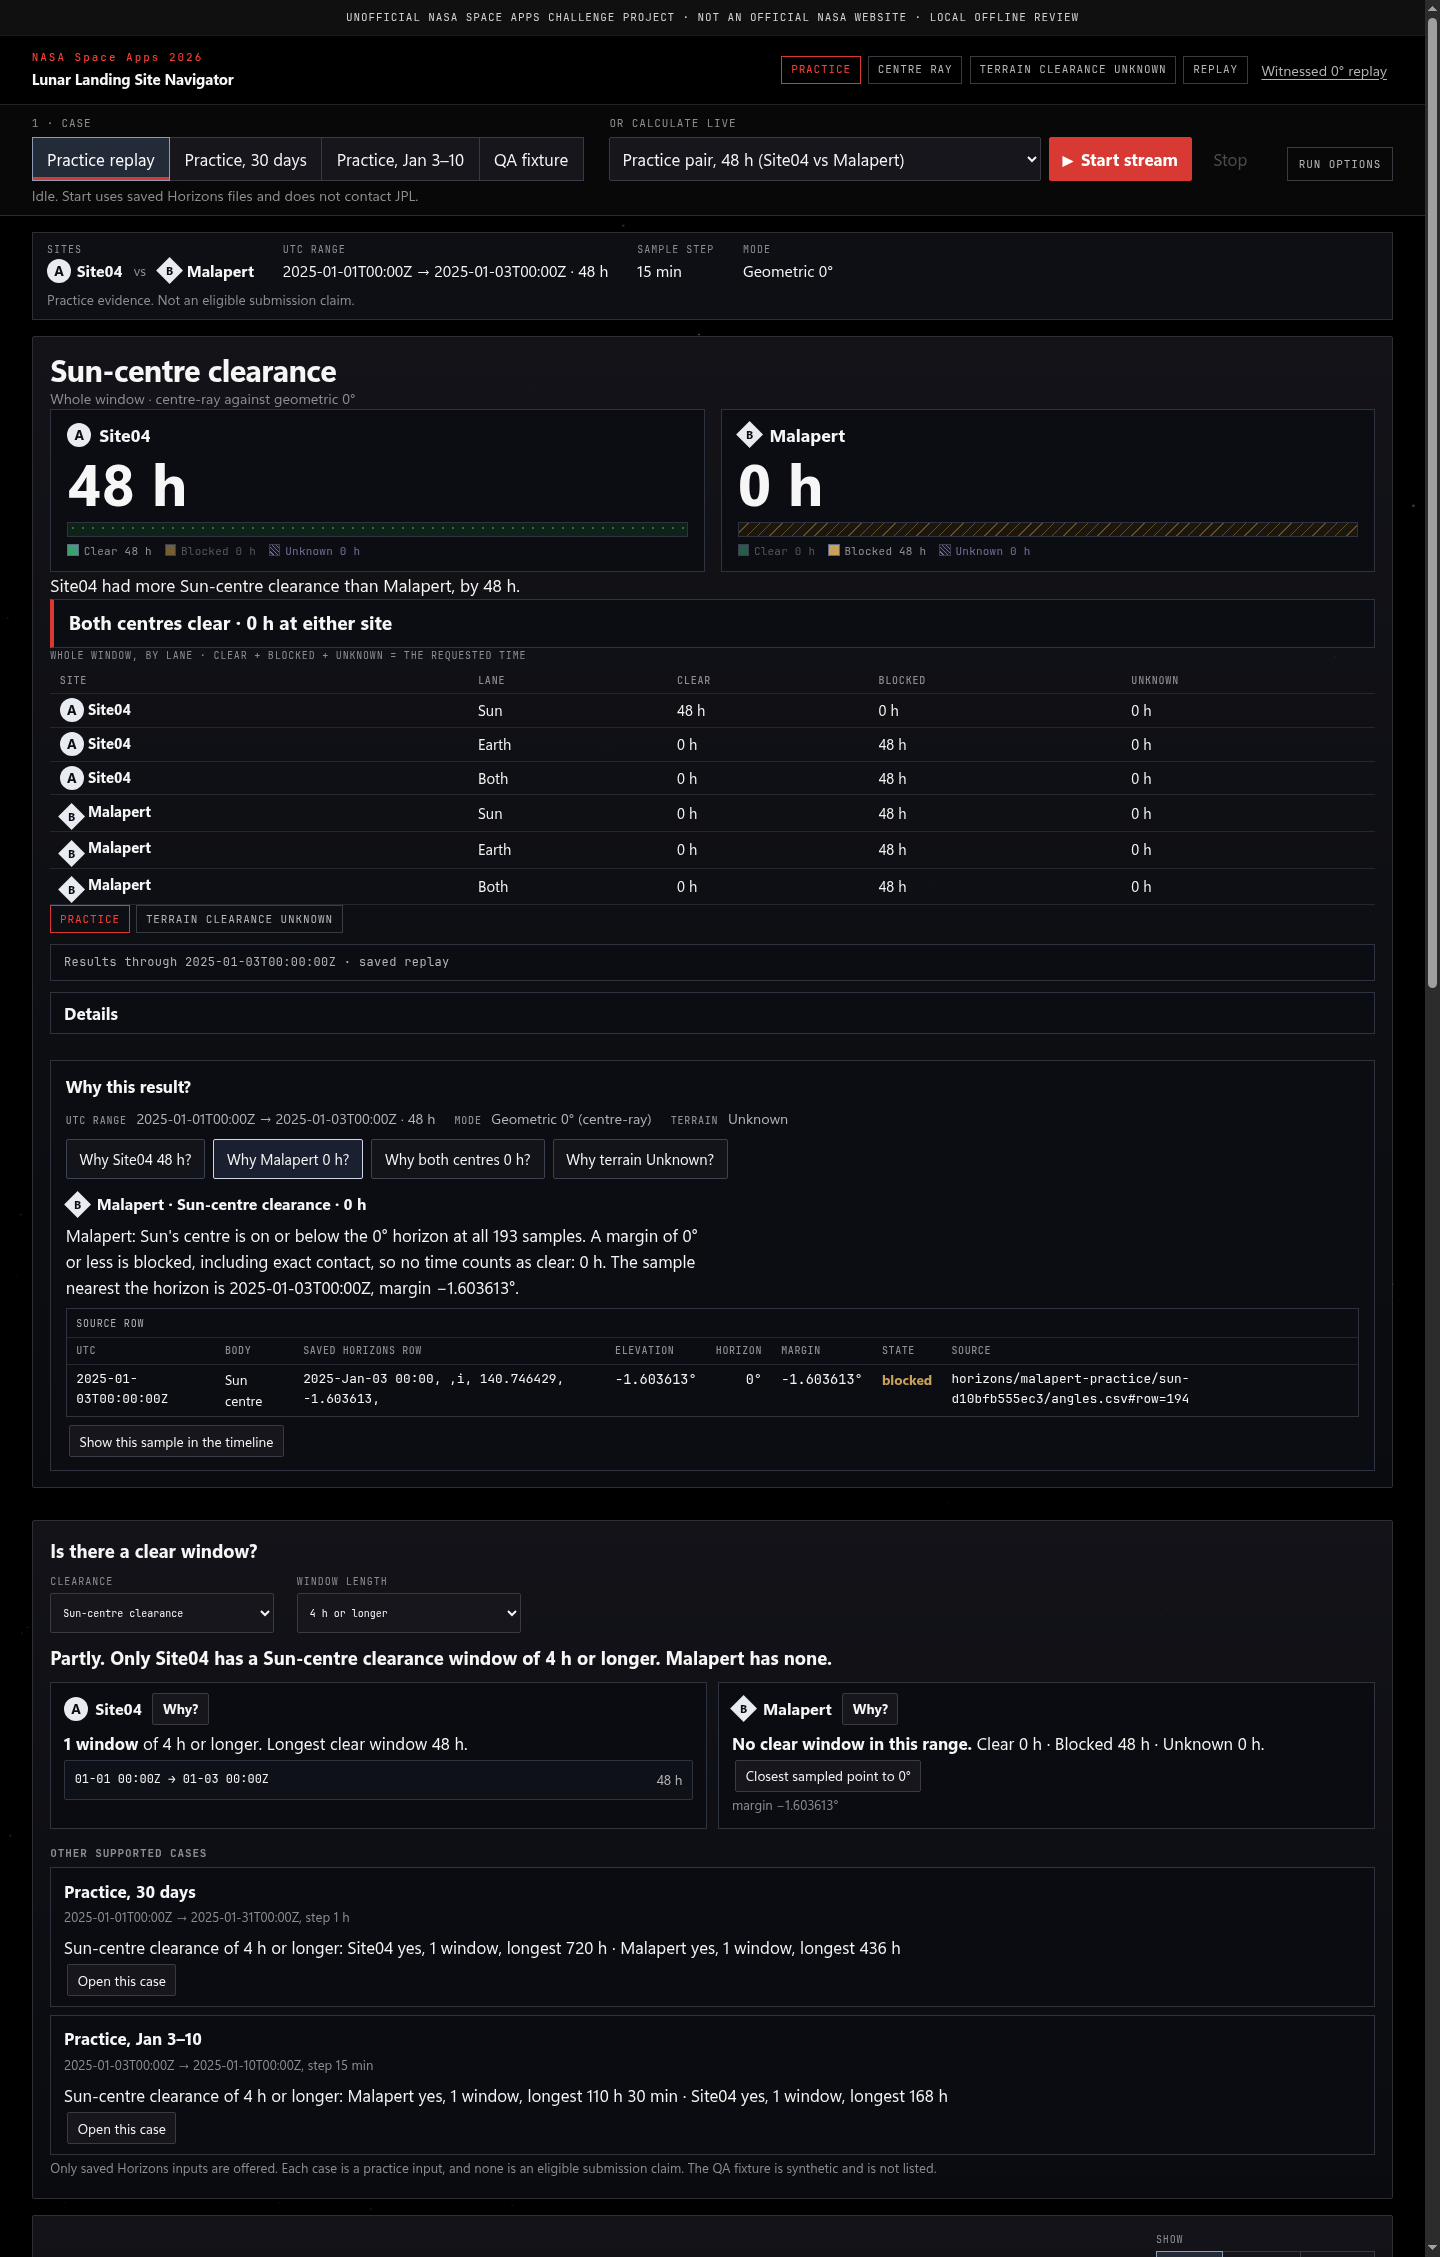 UNOFFICIAL NASA SPACE APPS CHALLENGE PROJECT · NOT AN OFFICIAL NASA WEBSITE · LOCAL OFFLINE REVIEW
NASA Space Apps 2026
Lunar Landing Site Navigator
PRACTICE
CENTRE RAY
TERRAIN CLEARANCE UNKNOWN
REPLAY
Witnessed 0° replay
1 · CASE
Practice replay
Practice, 30 days
Practice, Jan 3–10
QA fixture
OR CALCULATE LIVE
Practice pair, 48 h (Site04 vs Malapert)
▶ Start stream
Stop
RUN OPTIONS
Idle. Start uses saved Horizons files and does not contact JPL.
SITES
A Site04 vs B Malapert
UTC RANGE
2025-01-01T00:00Z → 2025-01-03T00:00Z · 48 h
SAMPLE STEP
15 min
MODE
Geometric 0°
Practice evidence. Not an eligible submission claim.
Sun-centre clearance
Whole window · centre-ray against geometric 0°
A Site04
48 h
Clear 48 h Blocked 0 h Unknown 0 h
B Malapert
0 h
Clear 0 h Blocked 48 h Unknown 0 h
Site04 had more Sun-centre clearance than Malapert, by 48 h.
Both centres clear · 0 h at either site
WHOLE WINDOW, BY LANE · CLEAR + BLOCKED + UNKNOWN = THE REQUESTED TIME
SITE LANE CLEAR BLOCKED UNKNOWN
A Site04 Sun 48 h 0 h 0 h
A Site04 Earth 0 h 48 h 0 h
A Site04 Both 0 h 48 h 0 h
B Malapert Sun 0 h 48 h 0 h
B Malapert Earth 0 h 48 h 0 h
B Malapert Both 0 h 48 h 0 h
PRACTICE
TERRAIN CLEARANCE UNKNOWN
Results through 2025-01-03T00:00:00Z · saved replay
Details
Why this result?
UTC RANGE 2025-01-01T00:00Z → 2025-01-03T00:00Z · 48 h MODE Geometric 0° (centre-ray) TERRAIN Unknown
Why Site04 48 h?
Why Malapert 0 h?
Why both centres 0 h?
Why terrain Unknown?
B Malapert · Sun-centre clearance · 0 h
Malapert: Sun's centre is on or below the 0° horizon at all 193 samples. A margin of 0°
or less is blocked, including exact contact, so no time counts as clear: 0 h. The sample
nearest the horizon is 2025-01-03T00:00Z, margin −1.603613°.
SOURCE ROW
UTC BODY SAVED HORIZONS ROW ELEVATION HORIZON MARGIN STATE SOURCE
2025-01- Sun 2025-Jan-03 00:00, ,i, 140.746429, -1.603613° 0° -1.603613° blocked horizons/malapert-practice/sun-
03T00:00:00Z centre -1.603613, d10bfb555ec3/angles.csv#row=194
Show this sample in the timeline
Is there a clear window?
CLEARANCE
Sun-centre clearance
WINDOW LENGTH
4 h or longer
Partly. Only Site04 has a Sun-centre clearance window of 4 h or longer. Malapert has none.
A Site04 Why?
1 window of 4 h or longer. Longest clear window 48 h.
01-01 00:00Z → 01-03 00:00Z 48 h
B Malapert Why?
No clear window in this range. Clear 0 h · Blocked 48 h · Unknown 0 h.
Closest sampled point to 0°
margin −1.603613°
OTHER SUPPORTED CASES
Practice, 30 days
2025-01-01T00:00Z → 2025-01-31T00:00Z, step 1 h
Sun-centre clearance of 4 h or longer: Site04 yes, 1 window, longest 720 h · Malapert yes, 1 window, longest 436 h
Open this case
Practice, Jan 3–10
2025-01-03T00:00Z → 2025-01-10T00:00Z, step 15 min
Sun-centre clearance of 4 h or longer: Malapert yes, 1 window, longest 110 h 30 min · Site04 yes, 1 window, longest 168 h
Open this case
Only saved Horizons inputs are offered. Each case is a practice input, and none is an eligible submission claim. The QA fixture is synthetic and is not listed.
SHOW